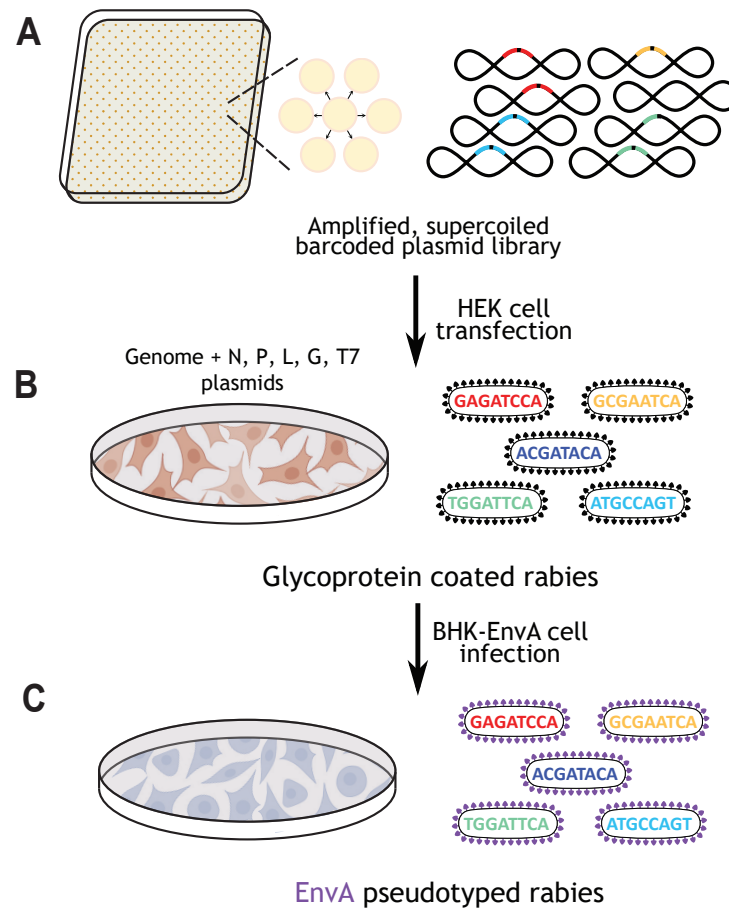 A
Amplified, supercoiled
barcoded plasmid library
HEK cell
transfection
Genome + N, P, L, G, T7
plasmids
B
GAGATCCA
GCGAATCA
ACGATACA
TGGATTCA
ATGCCAGT
Glycoprotein coated rabies
BHK-EnvA cell
infection
C
GAGATCCA
GCGAATCA
ACGATACA
TGGATTCA
ATGCCAGT
EnvA pseudotyped rabies